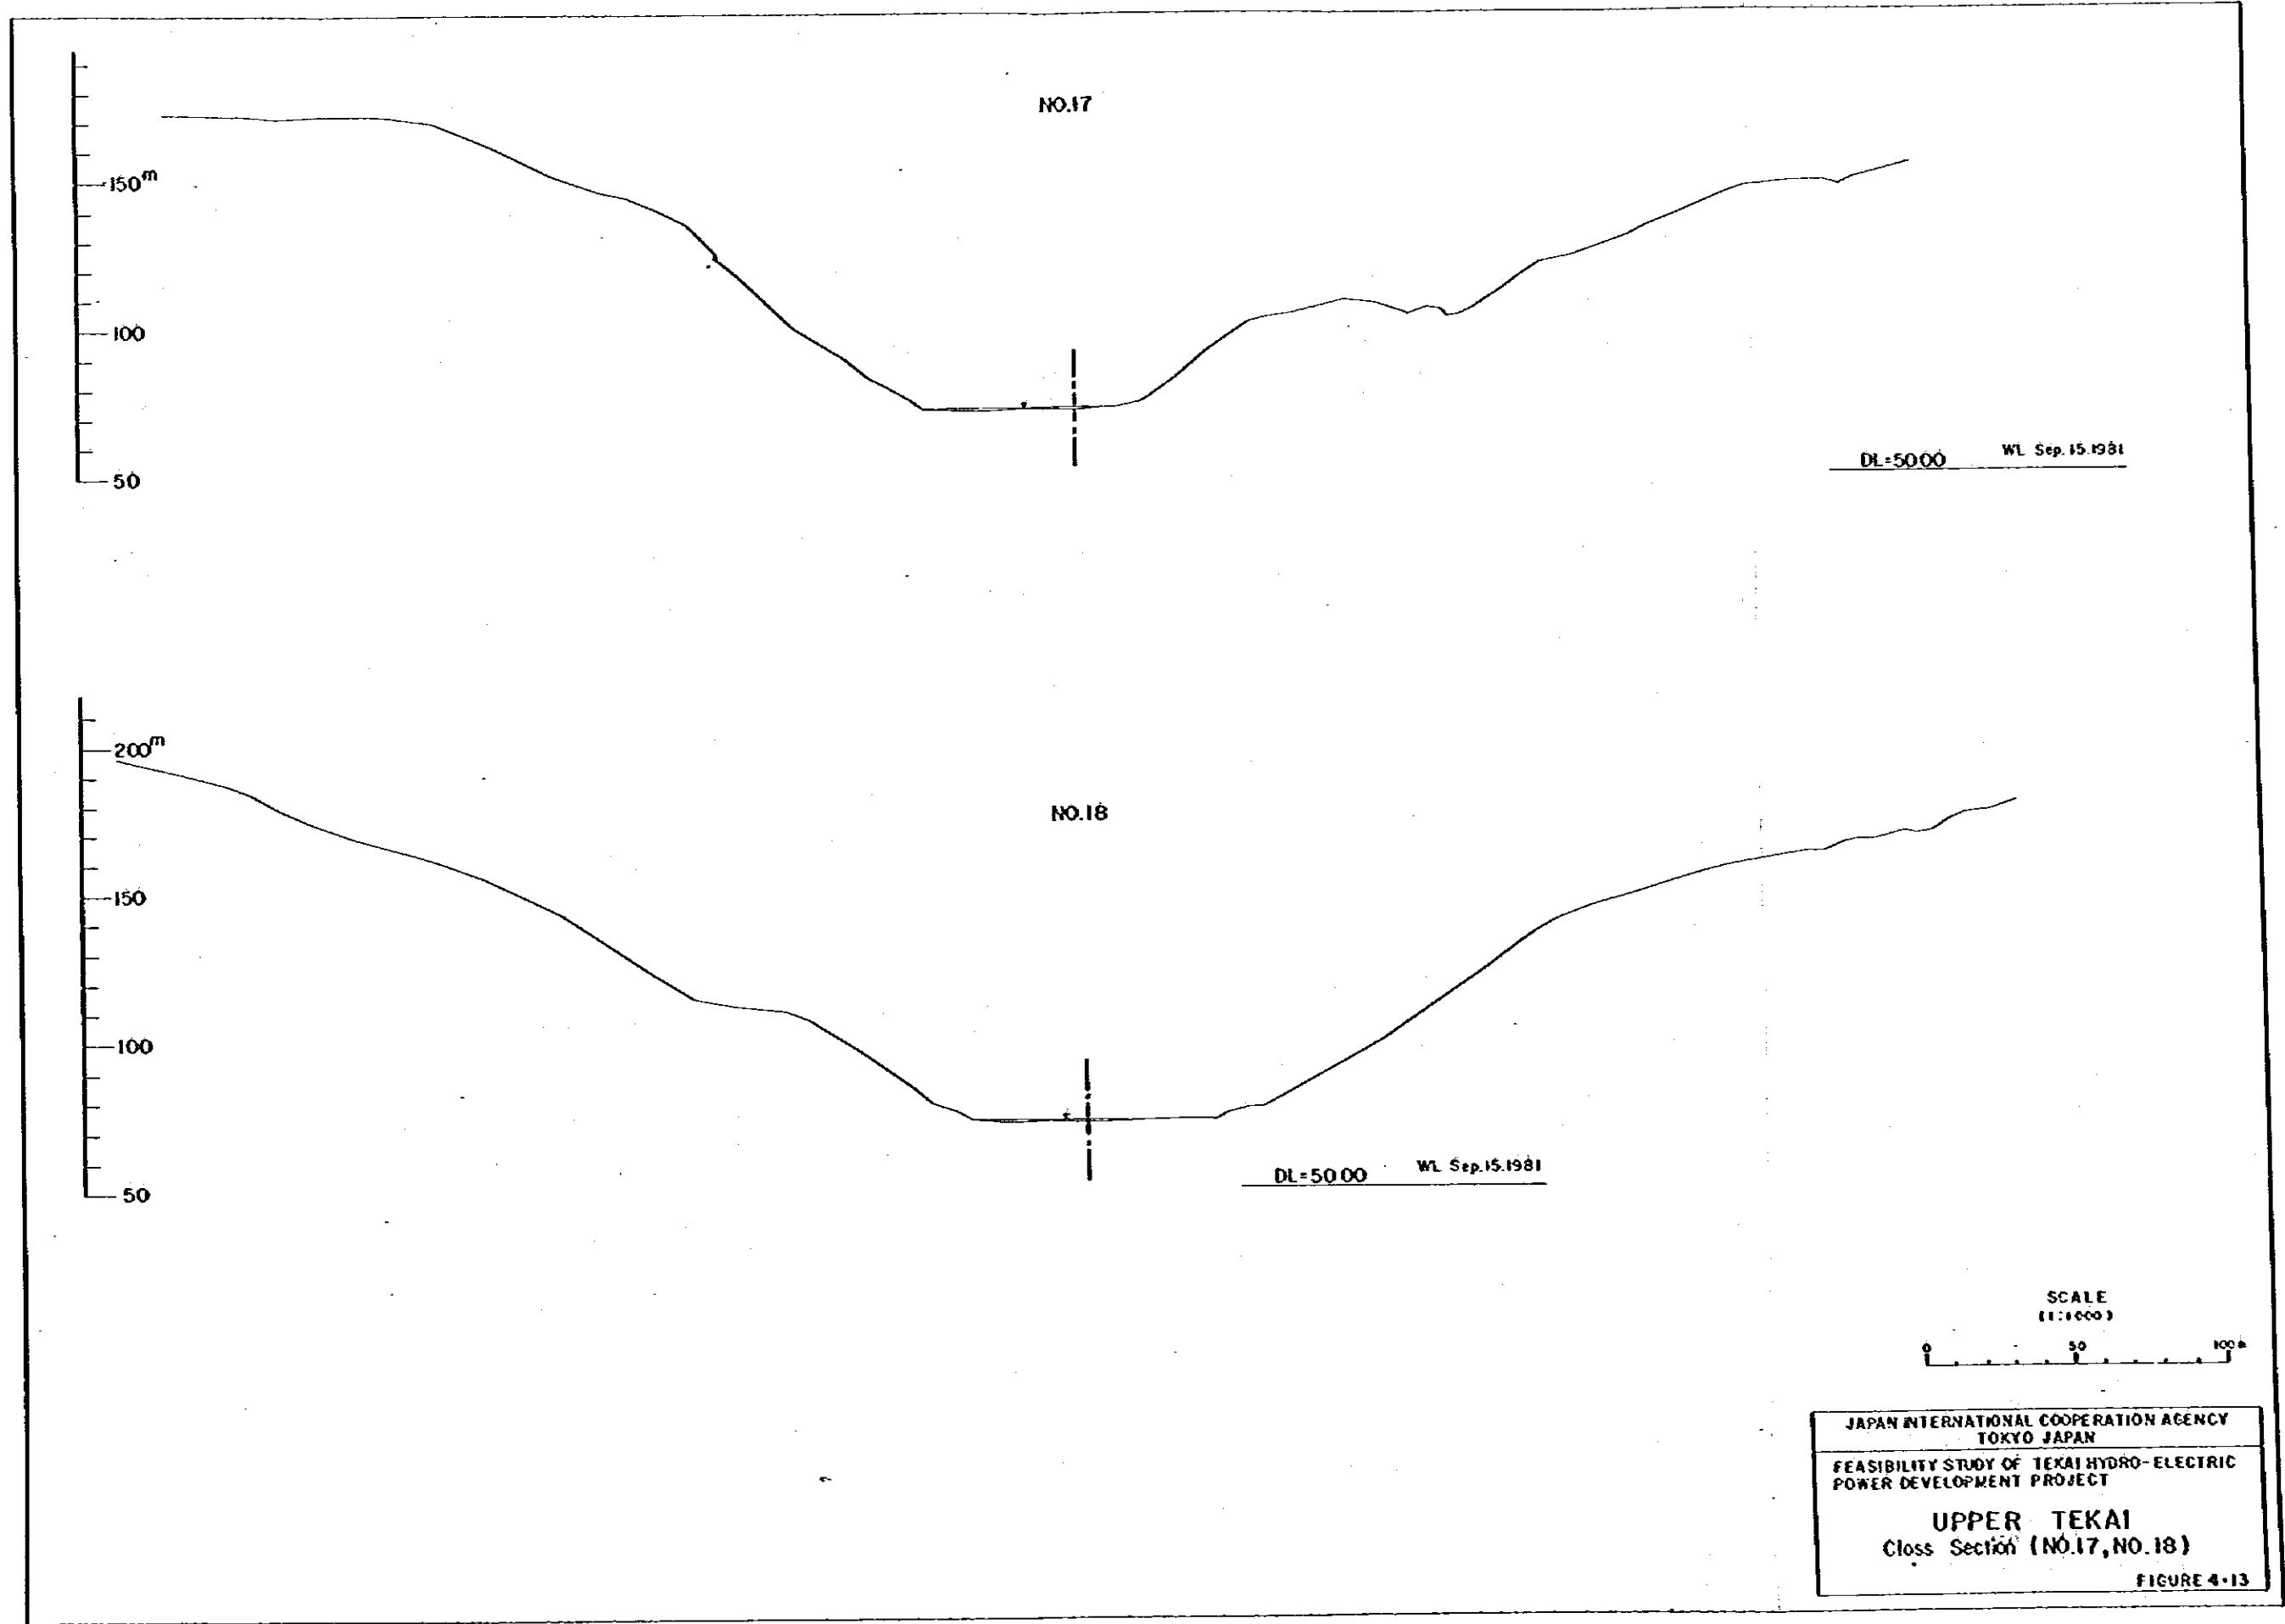 NO.17
150m
100
50
DL=50.00 WL Sep.15.1981
200m
NO.18
150
100
50
DL=50.00 WL Sep.15.1981
SCALE
(1:1000)
0 50 100m
JAPAN INTERNATIONAL COOPERATION AGENCY
TOKYO JAPAN
FEASIBILITY STUDY OF TEKAI HYDRO-ELECTRIC
POWER DEVELOPMENT PROJECT
UPPER TEKAI
Closs Section (NO.17, NO.18)
FIGURE 4-13